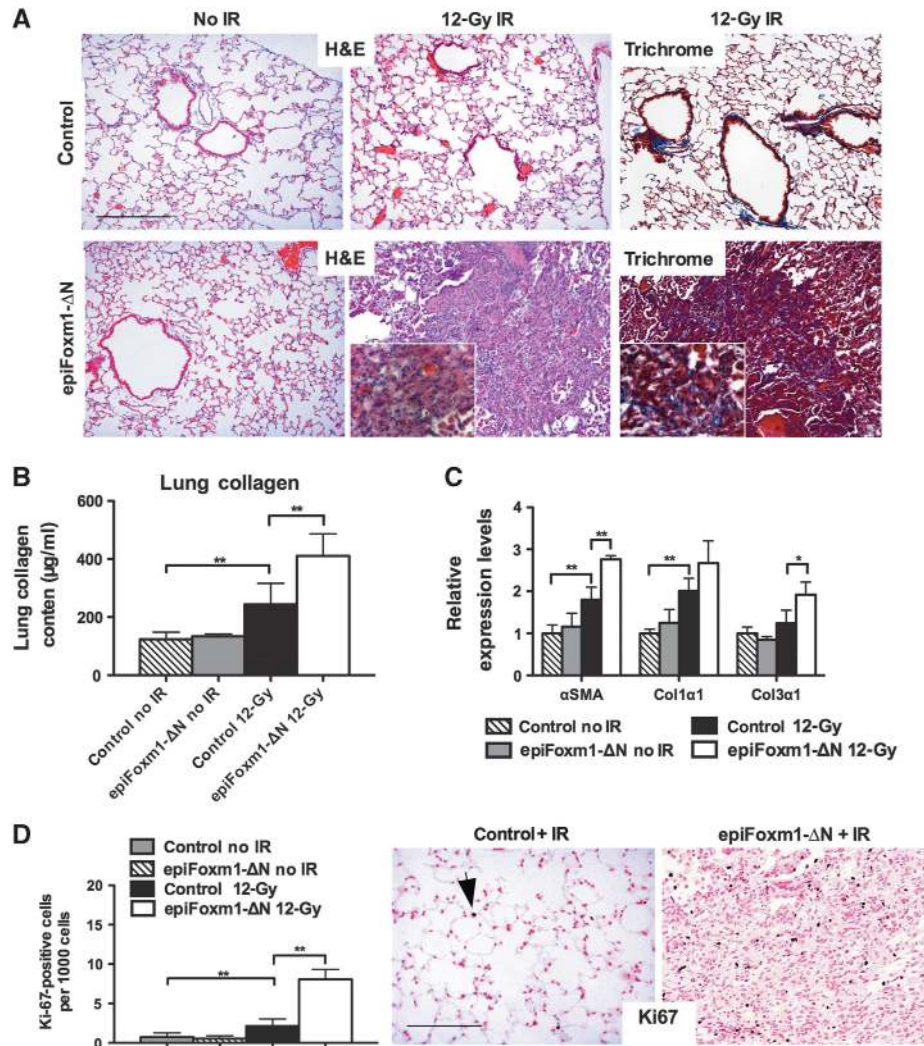 A
No IR
12-Gy IR
12-Gy IR
Control
H&E
H&E
Trichrome
epiFoxm1-ΔN
H&E
H&E
Trichrome
B
Lung collagen
Lung collagen
conten (µg/ml)
600
400
200
0
**
**
Control no IR
epiFoxm1-ΔN no IR
Control 12-Gy
epiFoxm1-ΔN 12-Gy
C
Relative
expression levels
4
3
2
1
0
**
**
**
*
αSMA
Col1α1
Col3α1
Control no IR
Control 12-Gy
epiFoxm1-ΔN no IR
epiFoxm1-ΔN 12-Gy
D
Control no IR
epiFoxm1-ΔN no IR
Control 12-Gy
epiFoxm1-ΔN 12-Gy
Ki-67-positive cells
per 1000 cells
20
15
10
5
0
**
**
Control + IR
epiFoxm1-ΔN + IR
Ki67